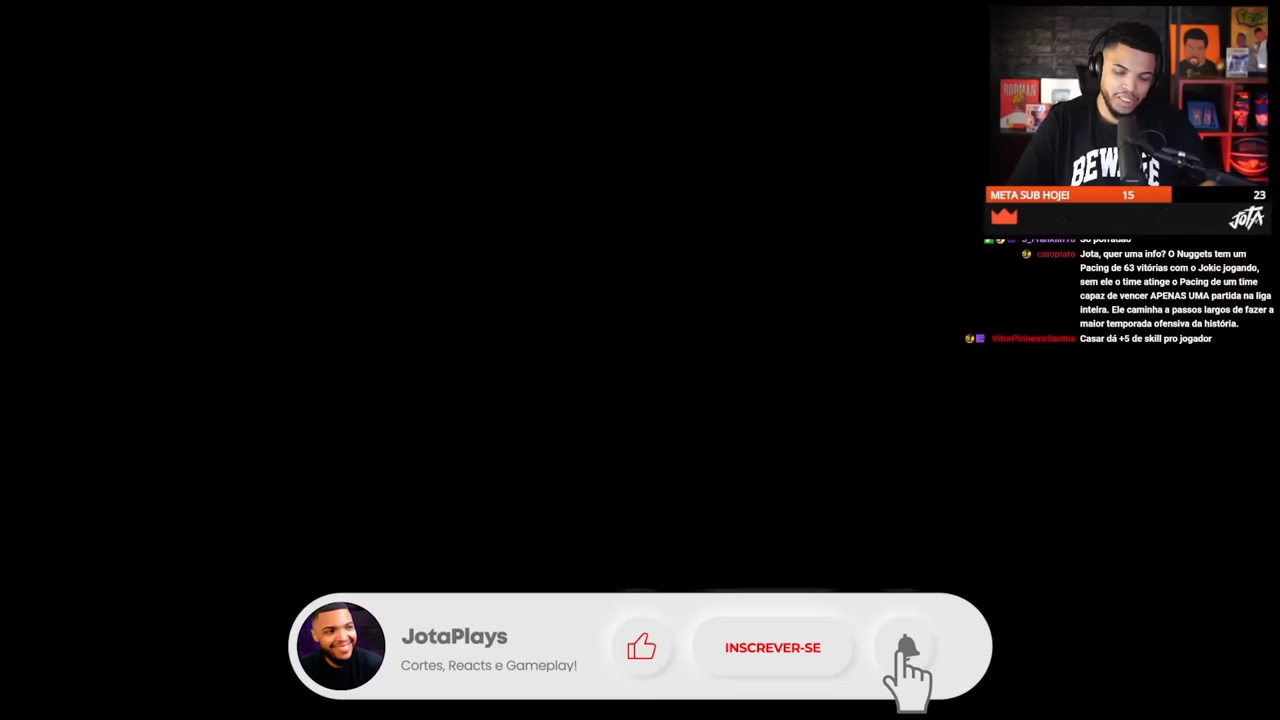 RODMAN
META SUB HOJE!
15
23
JOTA
caiopiato Jota, quer uma info? O Nuggets tem um
Pacing de 63 vitórias com o Jokic jogando,
sem ele o time atinge o Pacing de um time
capaz de vencer APENAS UMA partida na liga
inteira. Ele caminha a passos largos de fazer a
maior temporada ofensiva da história.
VitorPinheiroSantos Casar dá +5 de skill pro jogador
JotaPlays
Cortes, Reacts e Gameplay!
INSCREVER-SE